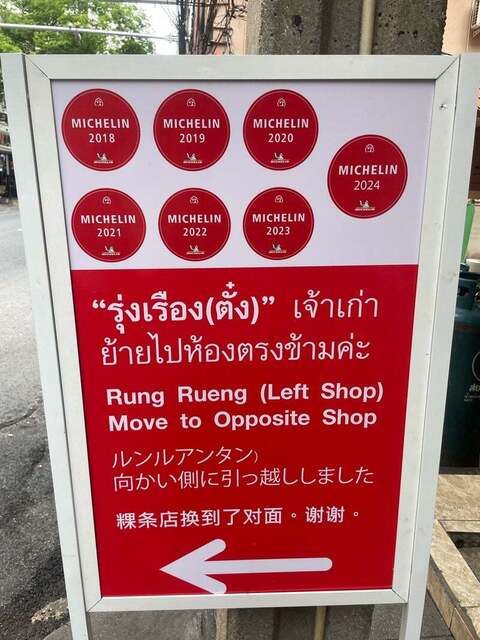 MICHELIN
2018
MICHELIN
2019
MICHELIN
2020
MICHELIN
2024
MICHELIN
2021
MICHELIN
2022
MICHELIN
2023
“รุ่งเรือง(ตั๋ง)” เจ้าเก่า
ย้ายไปห้องตรงข้ามค่ะ
Rung Rueng (Left Shop)
Move to Opposite Shop
ルンルアンタン)
向かい側に引っ越ししました
粿条店换到了对面。谢谢。